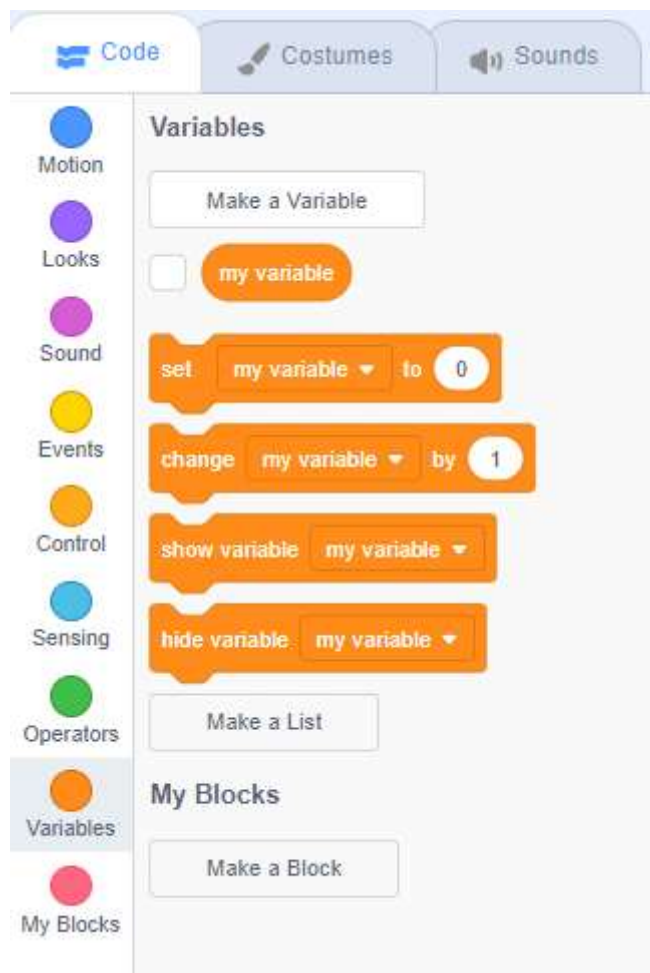 Code Costumes Sounds
Motion
Looks
Sound
Events
Control
Sensing
Operators
Variables
My Blocks
Variables
Make a Variable
my variable
set my variable to 0
change my variable by 1
show variable my variable
hide variable my variable
Make a List
My Blocks
Make a Block